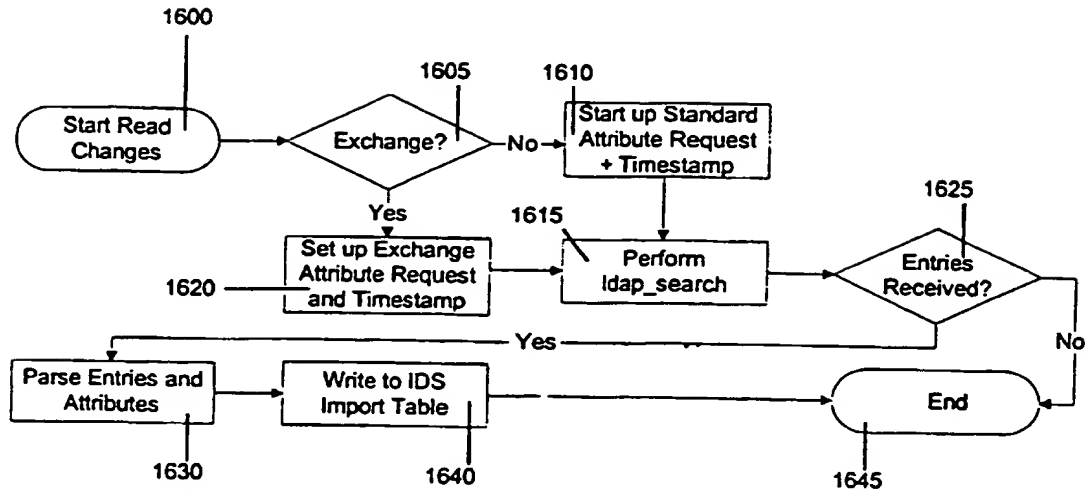 1600
1605
1610
Start Read
Changes
Exchange?
No
Start up Standard
Attribute Request
+ Timestamp
Yes
1615
1625
Set up Exchange
Attribute Request
and Timestamp
1620
Perform
ldap_search
Entries
Received?
Yes
No
Parse Entries and
Attributes
Write to IDS
Import Table
End
1630
1640
1645